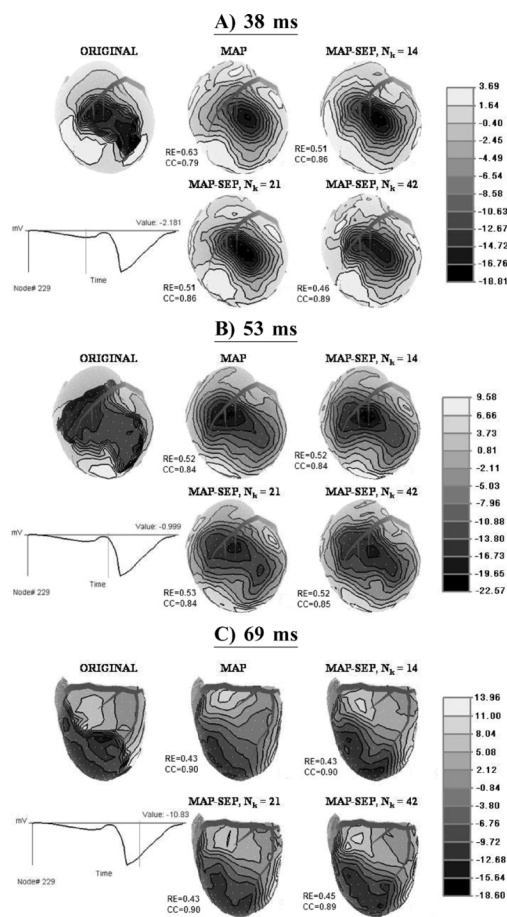 A) 38 ms
ORIGINAL
MAP
MAP-SEP, Nk = 14
RE=0.63
CC=0.79
RE=0.51
CC=0.86
MAP-SEP, Nk = 21
MAP-SEP, Nk = 42
mV
Value: -2.181
Time
Node# 229
RE=0.51
CC=0.86
RE=0.46
CC=0.89
3.69
1.64
-0.40
-2.46
-4.49
-6.54
-8.58
-10.63
-12.67
-14.72
-16.76
-18.81
B) 53 ms
ORIGINAL
MAP
MAP-SEP, Nk = 14
RE=0.52
CC=0.84
RE=0.52
CC=0.84
MAP-SEP, Nk = 21
MAP-SEP, Nk = 42
mV
Value: -0.999
Time
Node# 229
RE=0.53
CC=0.84
RE=0.52
CC=0.85
9.58
6.66
3.73
0.81
-2.11
-5.03
-7.96
-10.88
-13.80
-16.73
-19.65
-22.57
C) 69 ms
ORIGINAL
MAP
MAP-SEP, Nk = 14
RE=0.43
CC=0.90
RE=0.43
CC=0.90
MAP-SEP, Nk = 21
MAP-SEP, Nk = 42
mV
Value: -10.83
Time
Node# 229
RE=0.43
CC=0.90
RE=0.45
CC=0.89
13.96
11.00
8.04
5.08
2.12
-0.84
-3.80
-6.76
-9.72
-12.68
-15.64
-18.60